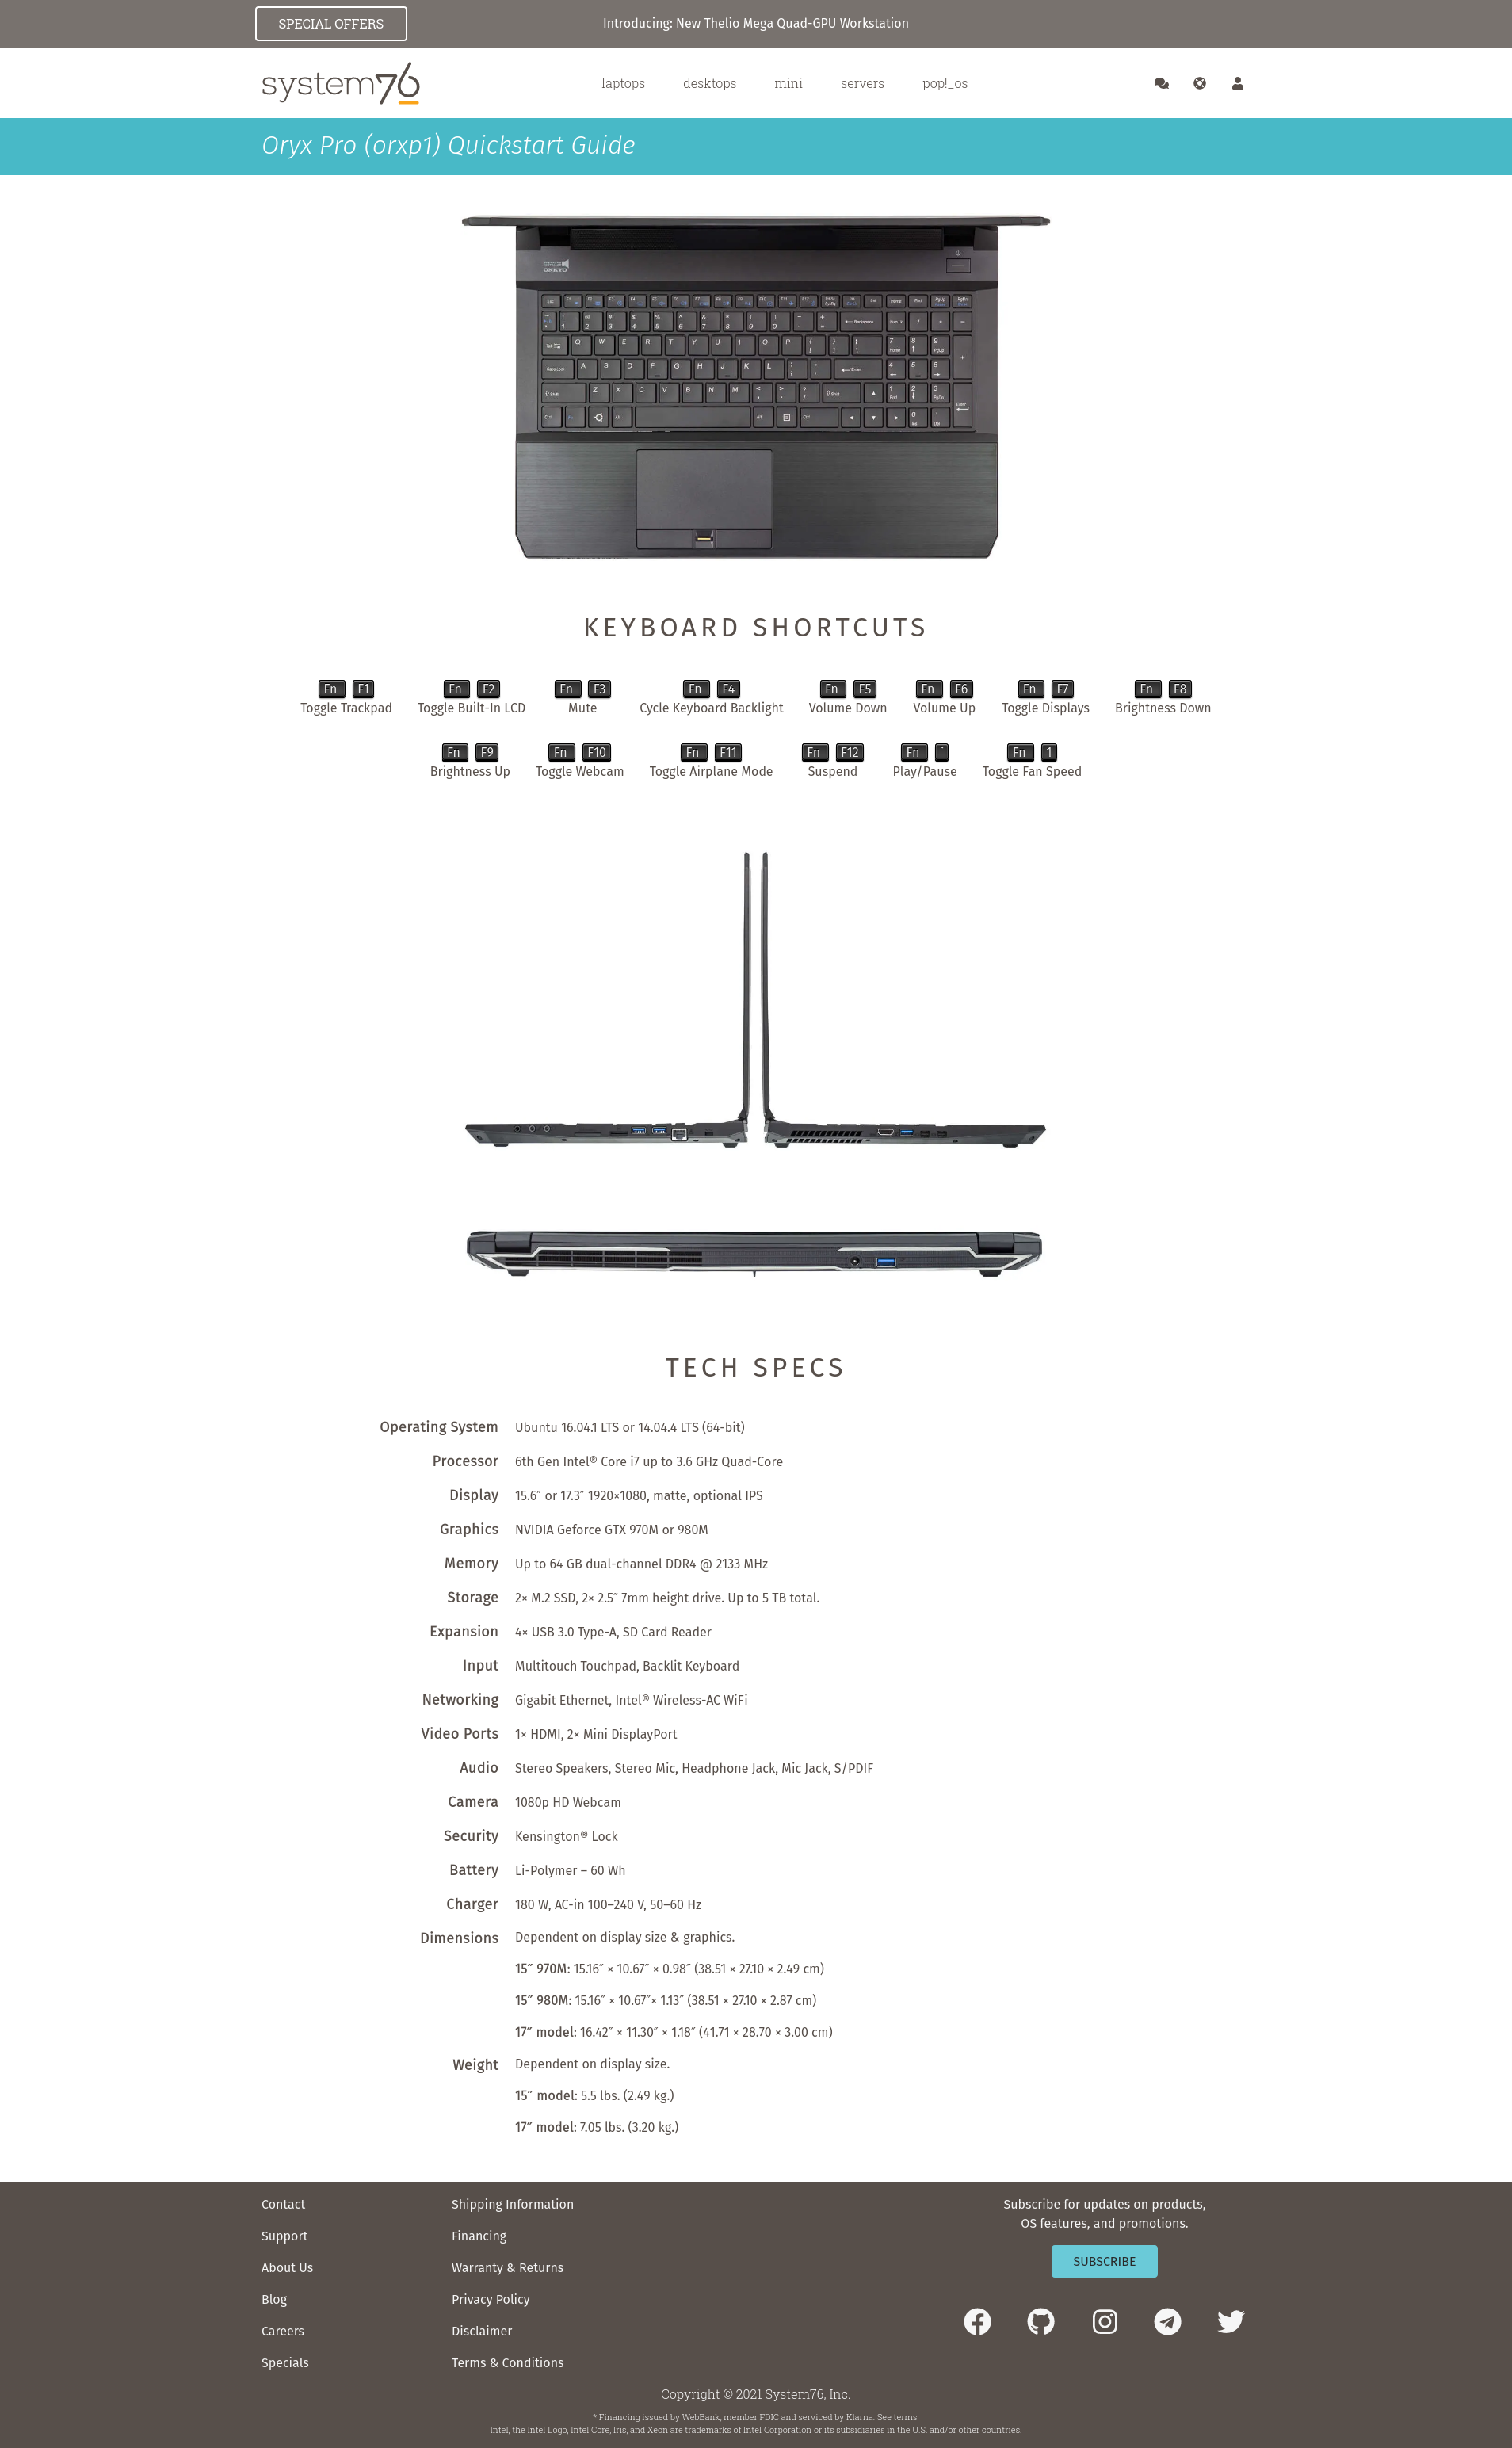 SPECIAL OFFERS
Introducing: New Thelio Mega Quad-GPU Workstation
system76
laptops desktops mini servers pop!_os
Oryx Pro (orxp1) Quickstart Guide
ONKYO
KEYBOARD SHORTCUTS
Fn F1 Fn F2 Fn F3 Fn F4 Fn F5 Fn F6 Fn F7 Fn F8
Toggle Trackpad Toggle Built-In LCD Mute Cycle Keyboard Backlight Volume Down Volume Up Toggle Displays Brightness Down
Fn F9 Fn F10 Fn F11 Fn F12 Fn ` Fn 1
Brightness Up Toggle Webcam Toggle Airplane Mode Suspend Play/Pause Toggle Fan Speed
TECH SPECS
Operating System Ubuntu 16.04.1 LTS or 14.04.4 LTS (64-bit)
Processor 6th Gen Intel® Core i7 up to 3.6 GHz Quad-Core
Display 15.6″ or 17.3″ 1920×1080, matte, optional IPS
Graphics NVIDIA Geforce GTX 970M or 980M
Memory Up to 64 GB dual-channel DDR4 @ 2133 MHz
Storage 2× M.2 SSD, 2× 2.5″ 7mm height drive. Up to 5 TB total.
Expansion 4× USB 3.0 Type-A, SD Card Reader
Input Multitouch Touchpad, Backlit Keyboard
Networking Gigabit Ethernet, Intel® Wireless-AC WiFi
Video Ports 1× HDMI, 2× Mini DisplayPort
Audio Stereo Speakers, Stereo Mic, Headphone Jack, Mic Jack, S/PDIF
Camera 1080p HD Webcam
Security Kensington® Lock
Battery Li-Polymer – 60 Wh
Charger 180 W, AC-in 100–240 V, 50–60 Hz
Dimensions Dependent on display size & graphics.
15″ 970M: 15.16″ × 10.67″ × 0.98″ (38.51 × 27.10 × 2.49 cm)
15″ 980M: 15.16″ × 10.67″× 1.13″ (38.51 × 27.10 × 2.87 cm)
17″ model: 16.42″ × 11.30″ × 1.18″ (41.71 × 28.70 × 3.00 cm)
Weight Dependent on display size.
15″ model: 5.5 lbs. (2.49 kg.)
17″ model: 7.05 lbs. (3.20 kg.)
Contact
Support
About Us
Blog
Careers
Specials
Shipping Information
Financing
Warranty & Returns
Privacy Policy
Disclaimer
Terms & Conditions
Subscribe for updates on products,
OS features, and promotions.
SUBSCRIBE
Copyright © 2021 System76, Inc.
* Financing issued by WebBank, member FDIC and serviced by Klarna. See terms.
Intel, the Intel Logo, Intel Core, Iris, and Xeon are trademarks of Intel Corporation or its subsidiaries in the U.S. and/or other countries.